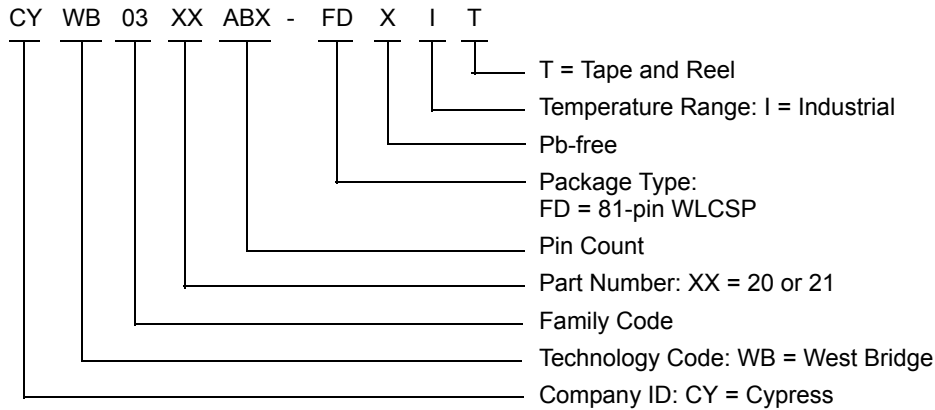 CY WB 03 XX ABX - FD X I T
T = Tape and Reel
Temperature Range: I = Industrial
Pb-free
Package Type:
FD = 81-pin WLCSP
Pin Count
Part Number: XX = 20 or 21
Family Code
Technology Code: WB = West Bridge
Company ID: CY = Cypress